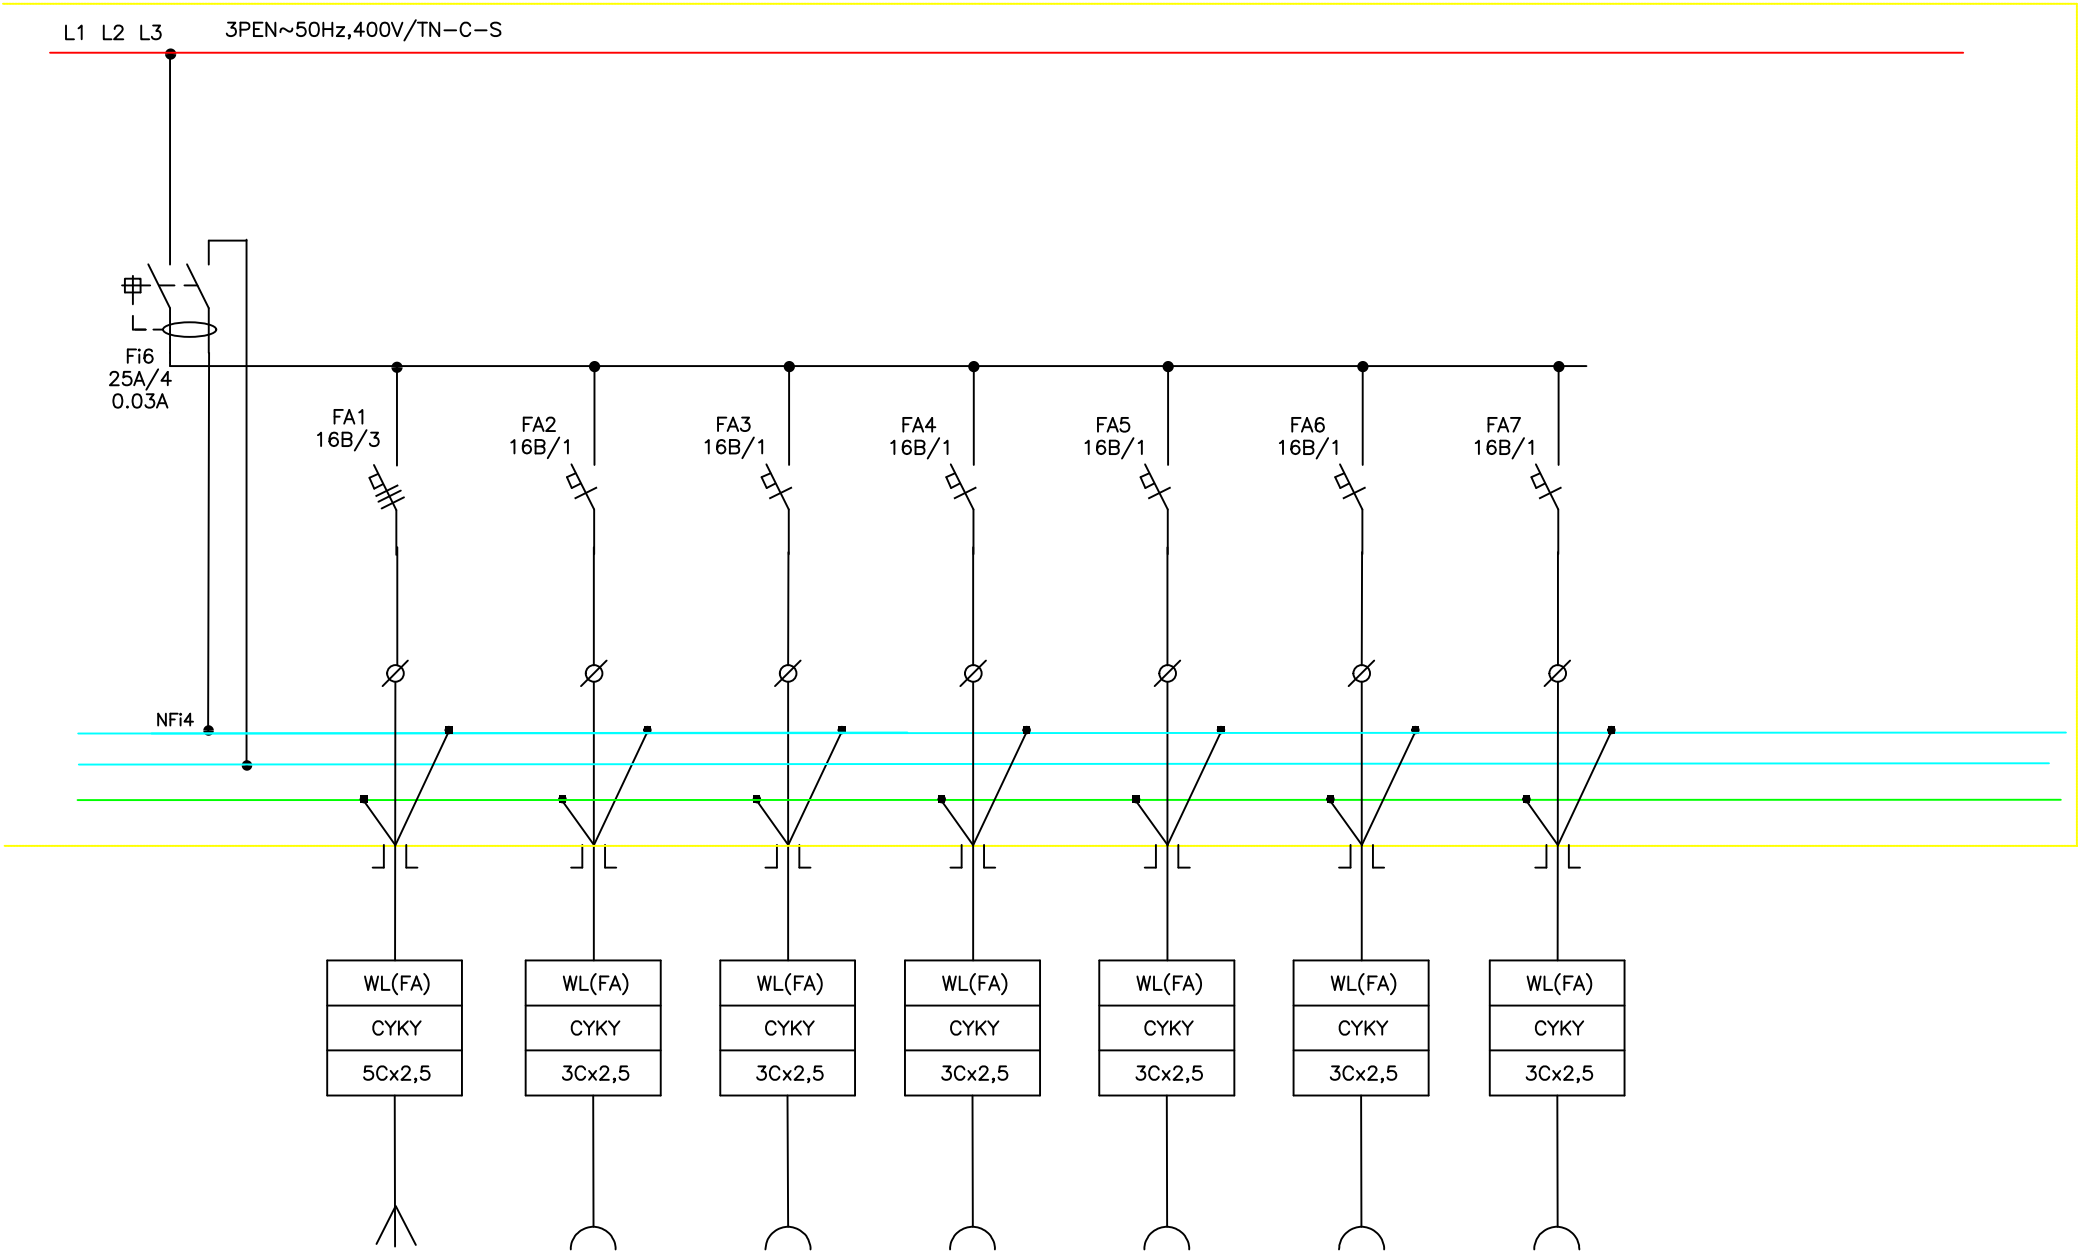 L1 L2 L3
3PEN~50Hz,400V/TN-C-S
Fi6
25A/4
0.03A
FA1
16B/3
FA2
16B/1
FA3
16B/1
FA4
16B/1
FA5
16B/1
FA6
16B/1
FA7
16B/1
NFi4
WL(FA)
CYKY
5Cx2,5
WL(FA)
CYKY
3Cx2,5
WL(FA)
CYKY
3Cx2,5
WL(FA)
CYKY
3Cx2,5
WL(FA)
CYKY
3Cx2,5
WL(FA)
CYKY
3Cx2,5
WL(FA)
CYKY
3Cx2,5